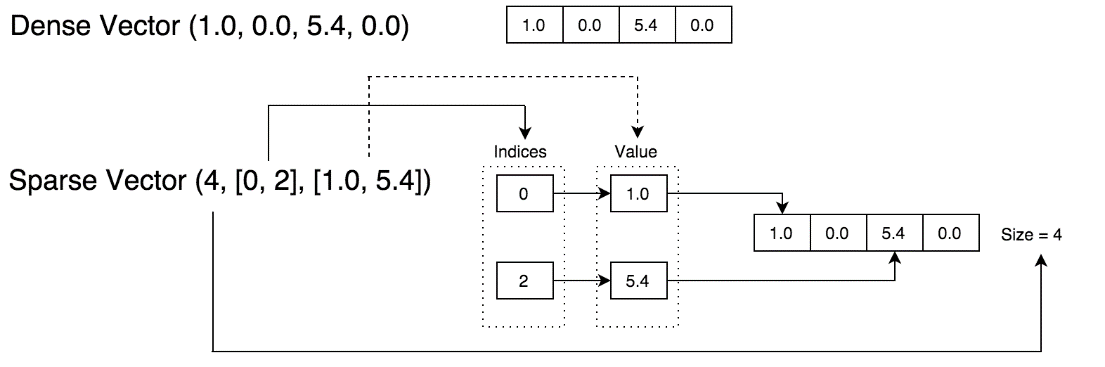 Dense Vector (1.0, 0.0, 5.4, 0.0)
1.0 0.0 5.4 0.0
Indices Value
Sparse Vector (4, [0, 2], [1.0, 5.4])
0 1.0
1.0 0.0 5.4 0.0 Size = 4
2 5.4